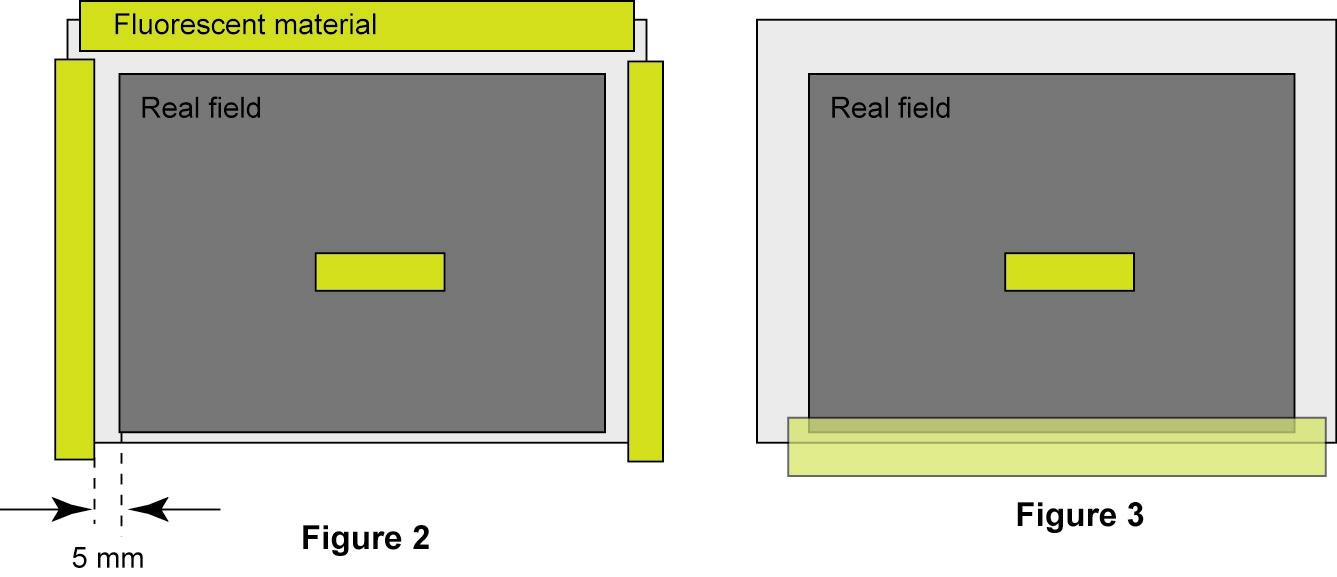 Fluorescent material
Real field
5 mm
Figure 2
Real field
Figure 3